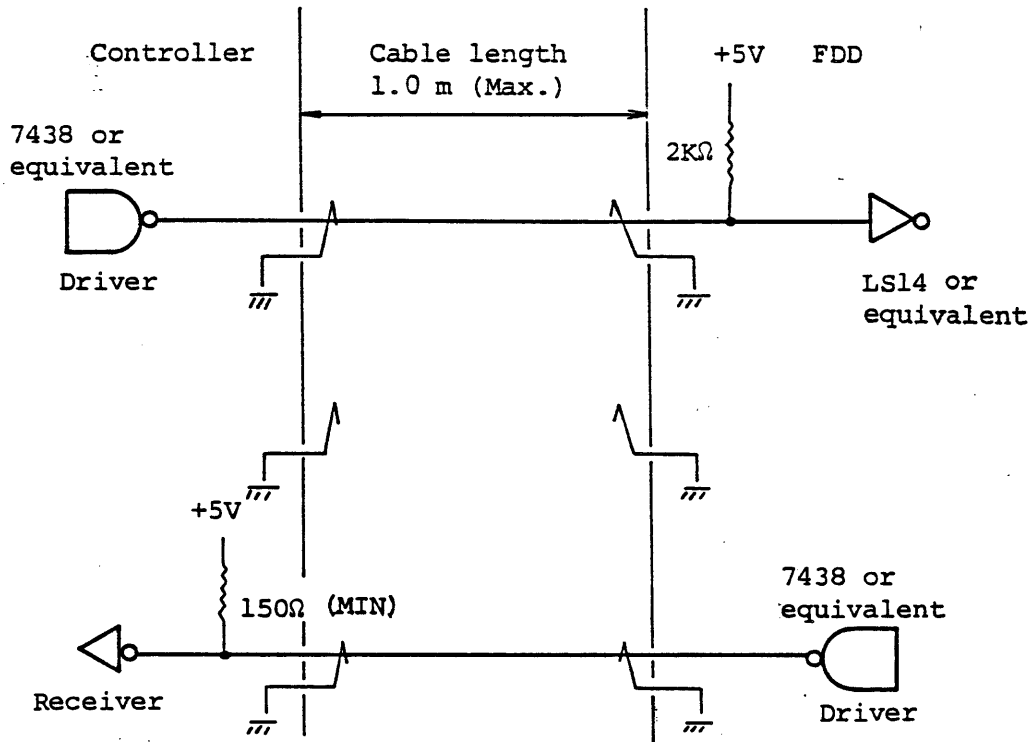 Controller
Cable length
1.0 m (Max.)
+5V
FDD
7438 or
equivalent
2KΩ
Driver
LS14 or
equivalent
+5V
150Ω (MIN)
7438 or
equivalent
Receiver
Driver